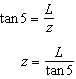 tan 5 = L/z
z = L/tan 5